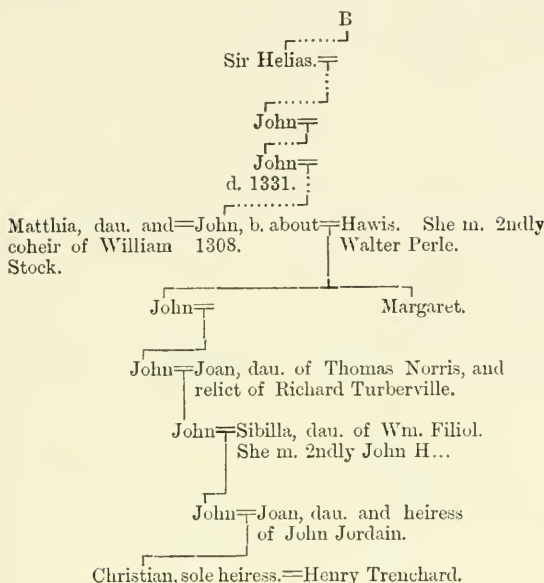 B
Sir Helias.
John
John
d. 1331.
Matthia, dau. and=John, b. about=Hawis. She m. 2ndly
coheir of William 1308. Walter Perle.
Stock.
John Margaret.
John=Joan, dau. of Thomas Norris, and
relict of Richard Turberville.
John=Sibilla, dau. of Wm. Filiol.
She m. 2ndly John H...
John=Joan, dau. and heiress
of John Jordain.
Christian, sole heiress.=Henry Trenchard.